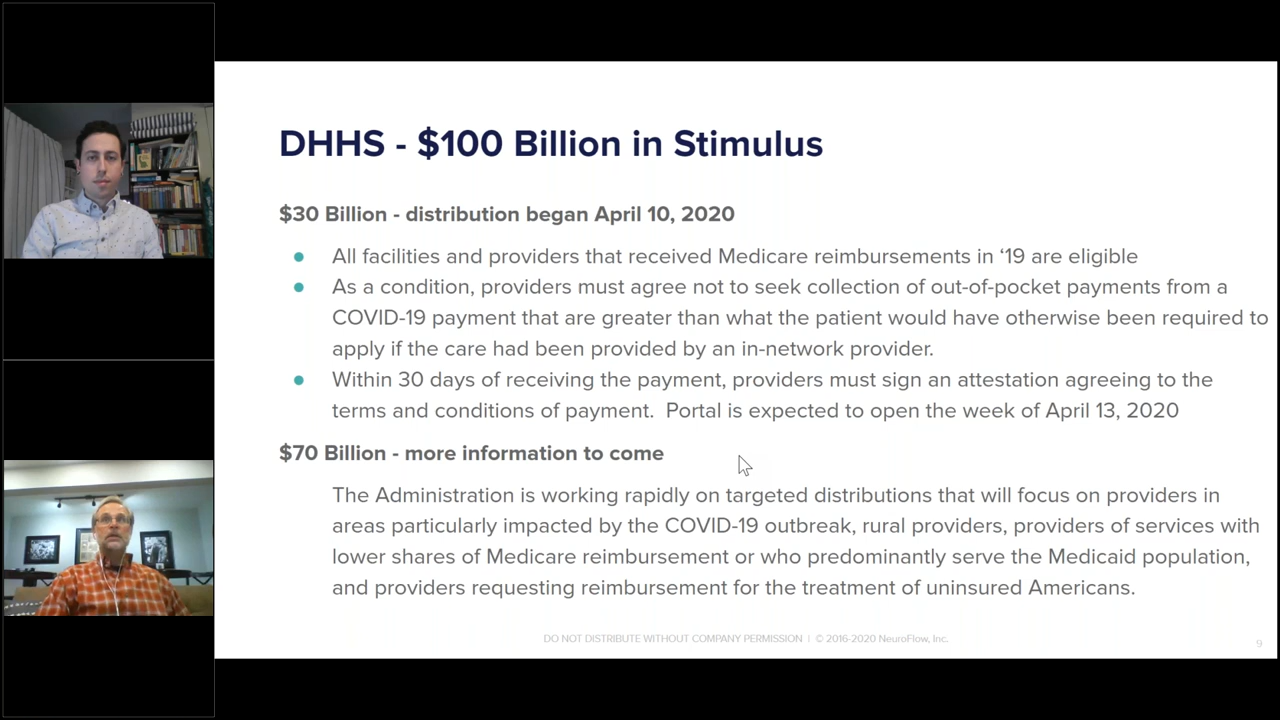 DHHS - $100 Billion in Stimulus
$30 Billion - distribution began April 10, 2020
● All facilities and providers that received Medicare reimbursements in ‘19 are eligible
● As a condition, providers must agree not to seek collection of out-of-pocket payments from a
COVID-19 payment that are greater than what the patient would have otherwise been required to
apply if the care had been provided by an in-network provider.
● Within 30 days of receiving the payment, providers must sign an attestation agreeing to the
terms and conditions of payment.  Portal is expected to open the week of April 13, 2020
$70 Billion - more information to come
The Administration is working rapidly on targeted distributions that will focus on providers in
areas particularly impacted by the COVID-19 outbreak, rural providers, providers of services with
lower shares of Medicare reimbursement or who predominantly serve the Medicaid population,
and providers requesting reimbursement for the treatment of uninsured Americans.
DO NOT DISTRIBUTE WITHOUT COMPANY PERMISSION | © 2016-2020 NeuroFlow, Inc.
9